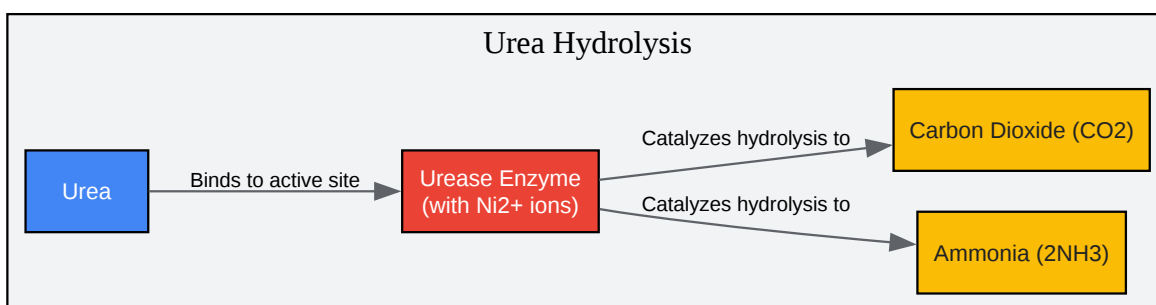 Urea Hydrolysis
Urea
Binds to active site
Urease Enzyme
(with Ni2+ ions)
Catalyzes hydrolysis to
Carbon Dioxide (CO2)
Catalyzes hydrolysis to
Ammonia (2NH3)